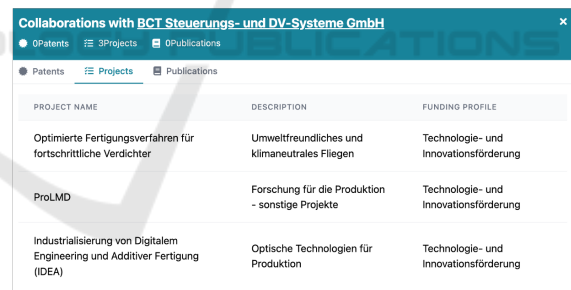 Collaborations with BCT Steuerungs- und DV-Systeme GmbH ×
0Patents 3Projects 0Publications
Patents Projects Publications
PROJECT NAME DESCRIPTION FUNDING PROFILE
Optimierte Fertigungsverfahren für Umweltfreundliches und Technologie- und
fortschrittliche Verdichter klimaneutrales Fliegen Innovationsförderung
ProLMD Forschung für die Produktion Technologie- und
- sonstige Projekte Innovationsförderung
Industrialisierung von Digitalem
Engineering und Additiver Fertigung Optische Technologien für Technologie- und
(IDEA) Produktion Innovationsförderung